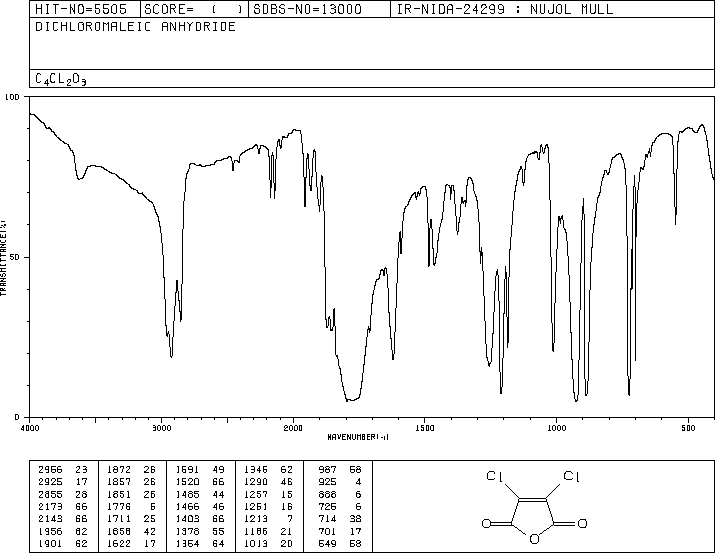 HIT-NO=5505 SCORE= ( ) SDBS-NO=13000 IR-NIDA-24299 : NUJOL MULL
DICHLOROMALEIC ANHYDRIDE
C4CL2O3
100
50
0
TRANSMITTANCE(%)
4000 3000 2000 1500 1000 500
WAVENUMBER(-1)
2956 23 1872 26 1591 49 1346 62 987 58
2925 17 1857 26 1520 66 1290 46 925 4
2855 28 1851 26 1485 44 1257 15 888 6
2173 66 1776 5 1466 46 1251 16 725 6
2143 66 1711 25 1403 66 1213 7 714 38
1956 62 1658 42 1378 55 1186 21 701 17
1901 62 1622 17 1354 64 1013 20 549 58
Cl Cl
O O O